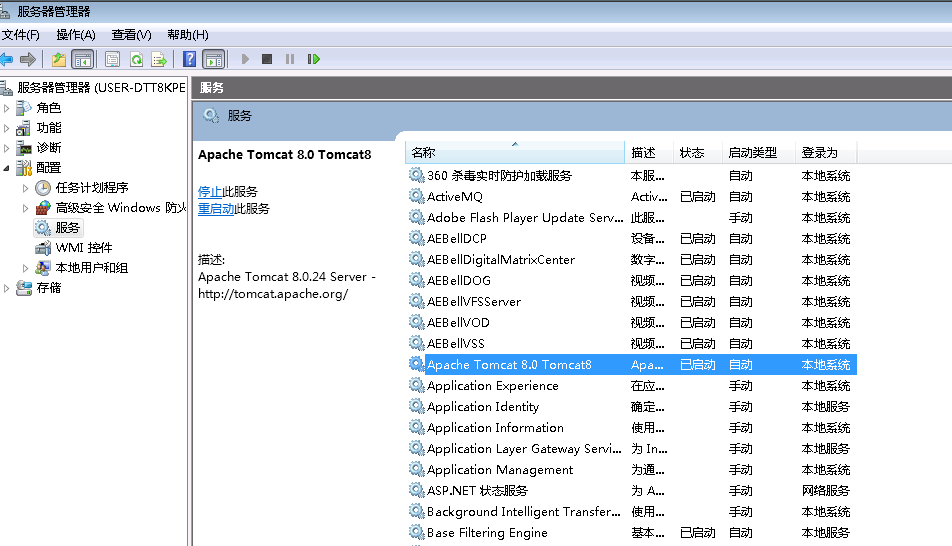 服务器管理器
文件(F) 操作(A) 查看(V) 帮助(H)
服务器管理器 (USER-DTT8KPE
角色
功能
诊断
配置
任务计划程序
高级安全 Windows 防火
服务
WMI 控件
本地用户和组
存储
服务
服务
Apache Tomcat 8.0 Tomcat8
停止此服务
重启动此服务
描述:
Apache Tomcat 8.0.24 Server -
http://tomcat.apache.org/
名称 描述 状态 启动类型 登录为
360 杀毒实时防护加载服务 本服... 自动 本地系统
ActiveMQ Activ... 已启动 自动 本地系统
Adobe Flash Player Update Serv... 此服... 手动 本地系统
AEBellDCP 设备... 已启动 自动 本地系统
AEBellDigitalMatrixCenter 数字... 已启动 自动 本地系统
AEBellDOG 视频... 已启动 自动 本地系统
AEBellVFSServer 视频... 已启动 自动 本地系统
AEBellVOD 视频... 已启动 自动 本地系统
AEBellVSS 视频... 已启动 自动 本地系统
Apache Tomcat 8.0 Tomcat8 Apa... 已启动 自动 本地系统
Application Experience 在应... 手动 本地系统
Application Identity 确定... 手动 本地服务
Application Information 使用... 手动 本地系统
Application Layer Gateway Servi... 为 In... 手动 本地服务
Application Management 为通... 手动 本地系统
ASP.NET 状态服务 为 A... 手动 网络服务
Background Intelligent Transfer... 使用... 手动 本地系统
Base Filtering Engine 基本... 已启动 自动 本地服务